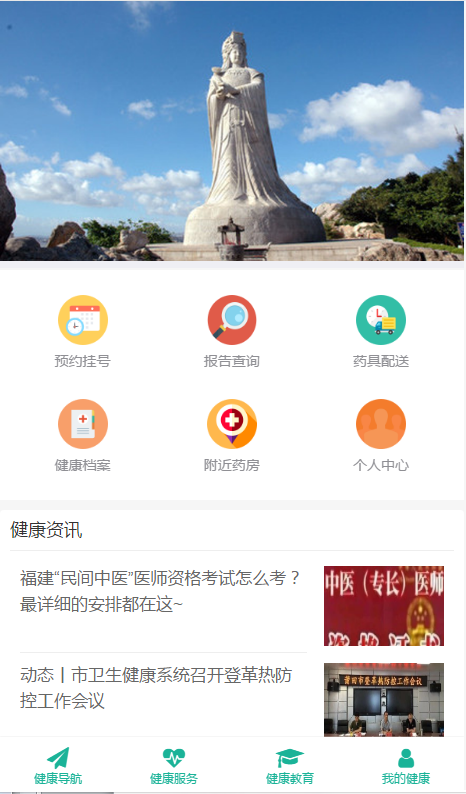 预约挂号
报告查询
药具配送
健康档案
附近药房
个人中心
健康资讯
福建“民间中医”医师资格考试怎么考？
最详细的安排都在这~
中医（专长）医师
动态丨市卫生健康系统召开登革热防
控工作会议
莆田市登革热防控工作会议
健康导航
健康服务
健康教育
我的健康